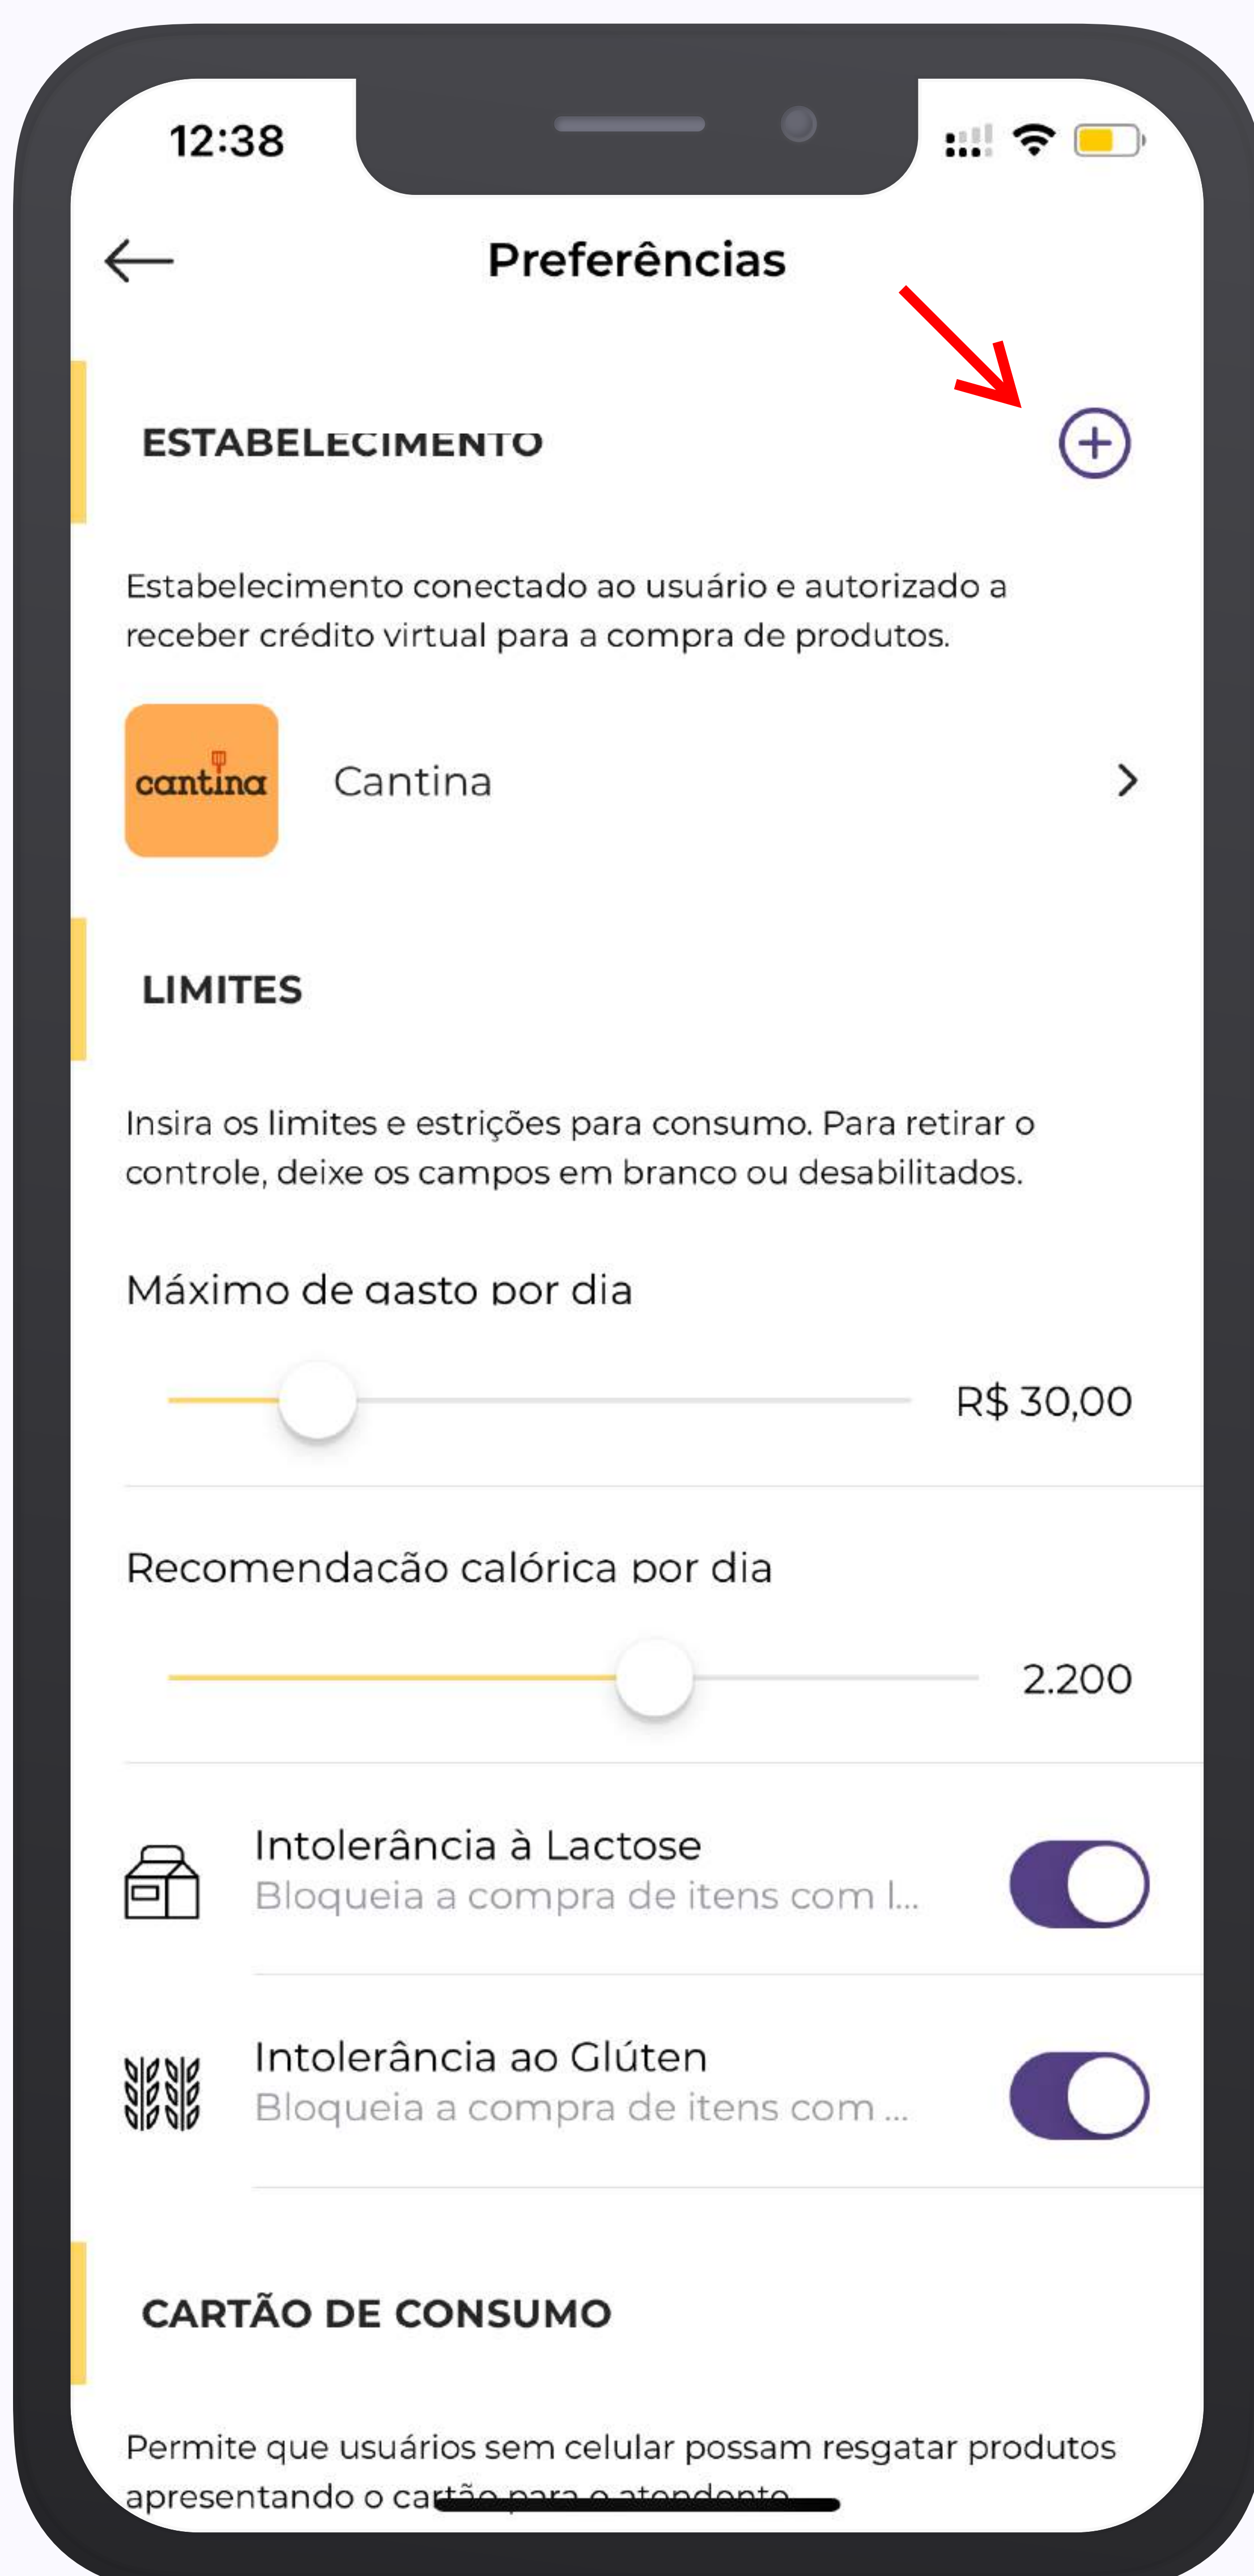 12:38
Preferências
ESTABELECIMENTO
Estabelecimento conectado ao usuário e autorizado a
receber crédito virtual para a compra de produtos.
cantina
Cantina
LIMITES
Insira os limites e estrições para consumo. Para retirar o
controle, deixe os campos em branco ou desabilitados.
Máximo de gasto por dia
R$ 30,00
Recomendação calórica por dia
2.200
Intolerância à Lactose
Bloqueia a compra de itens com l...
Intolerância ao Glúten
Bloqueia a compra de itens com ...
CARTÃO DE CONSUMO
Permite que usuários sem celular possam resgatar produtos
apresentando o cartão para o atendente